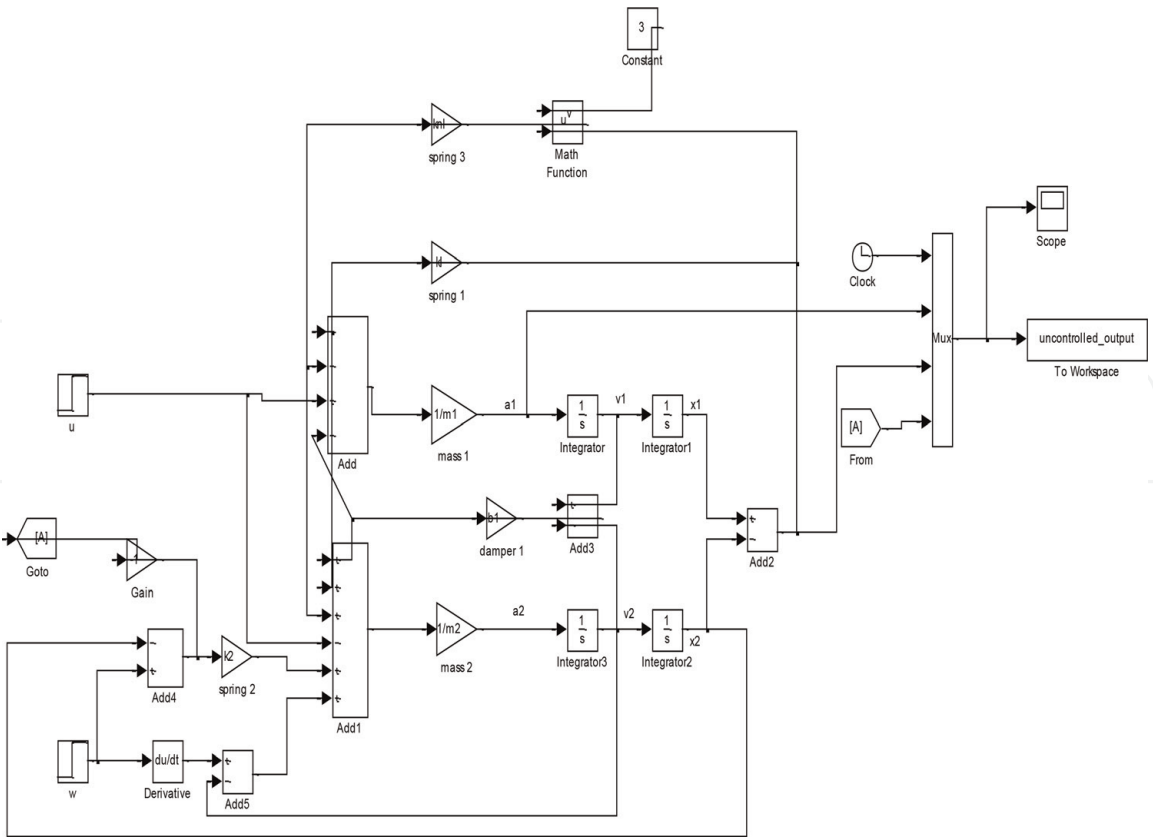 3
Constant
knl
spring 3
u^v
Math
Function
spring 1
Scope
Clock
Mux
uncontrolled_output
To Workspace
u
Add
1/m1
mass 1
a1
1
s
Integrator
v1
1
s
Integrator1
x1
[A]
From
[A]
Goto
Gain
b1
damper 1
Add3
Add2
Add4
k2
spring 2
Add1
1/m2
mass 2
a2
1
s
Integrator3
v2
1
s
Integrator2
x2
w
du/dt
Derivative
Add5